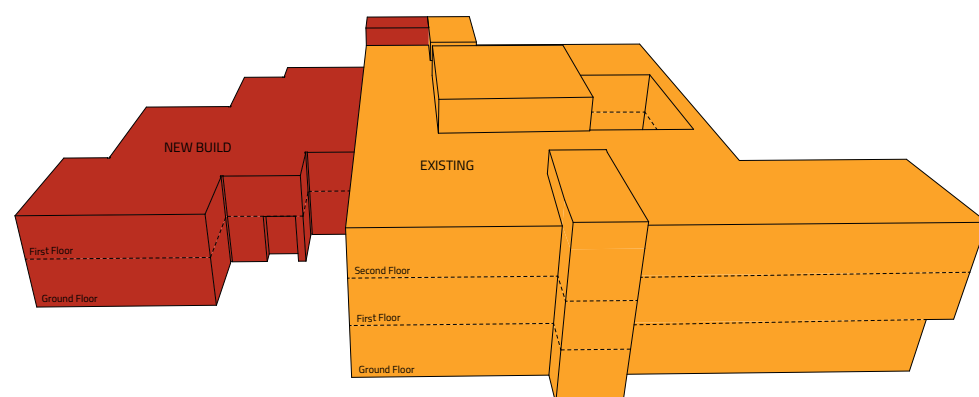 NEW BUILD
EXISTING
First Floor
Ground Floor
Second Floor
First Floor
Ground Floor